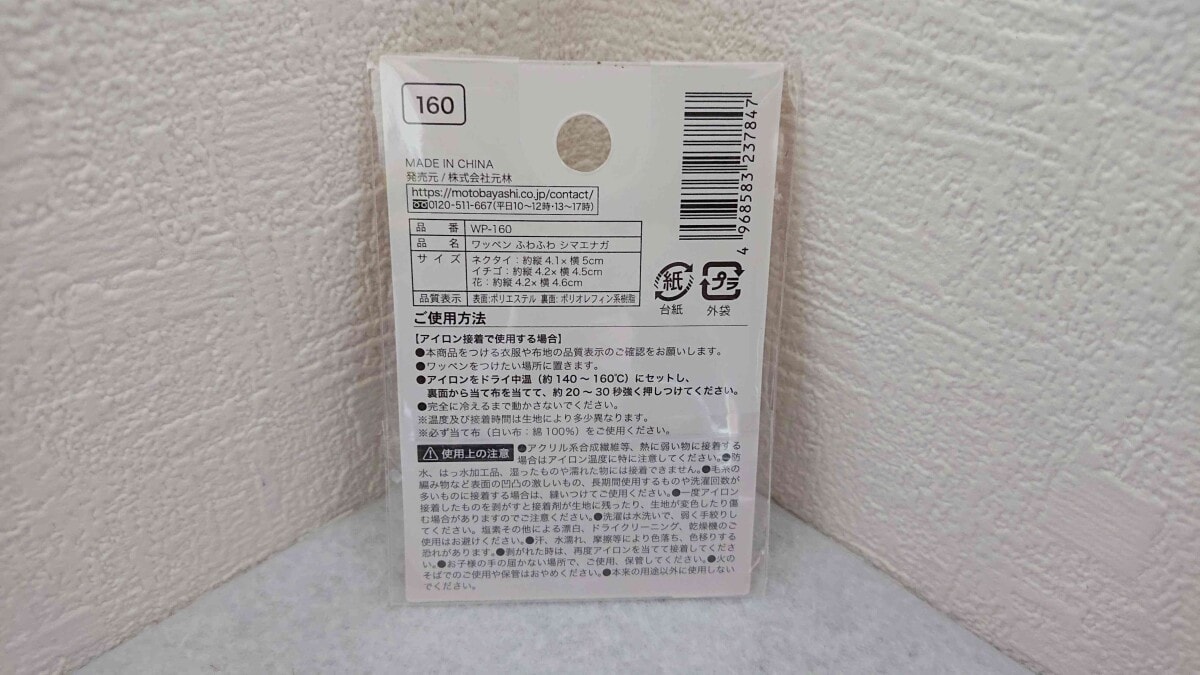 160
MADE IN CHINA
発売元 / 株式会社元林
https://motobayashi.co.jp/contact/
0120-511-667(平日10〜12時・13〜17時)
品番 WP-160
品名 ワッペン ふわふわ シマエナガ
サイズ ネクタイ：約縦 4.1× 横 5cm
イチゴ：約縦 4.2× 横 4.5cm
花：約縦 4.2× 横 4.6cm
品質表示 表面:ポリエステル 裏面: ポリオレフィン系樹脂
4 968583 237847
紙
台紙
プラ
外袋
ご使用方法
【アイロン接着で使用する場合】
●本商品をつける衣服や布地の品質表示のご確認をお願いします。
●ワッペンをつけたい場所に置きます。
●アイロンをドライ中温（約 140 〜 160℃）にセットし、
裏面から当て布を当てて、約 20 〜 30 秒強く押しつけてください。
●完全に冷えるまで動かさないでください。
※温度及び接着時間は生地により多少異なります。
※必ず当て布（白い布：綿 100％）をご使用ください。
⚠使用上の注意 ●アクリル系合成繊維等、熱に弱い物に接着する
場合はアイロン温度に特に注意してください。●防
水、はっ水加工品、湿ったものや濡れた物には接着できません。●毛糸の
編み物など表面の凹凸の激しいもの、長期間使用するものや洗濯回数が
多いものに接着する場合は、縫いつけてご使用ください。●一度アイロン
接着したものを剥がすと接着剤が生地に残ったり、生地が変色したり傷
む場合がありますのでご注意ください。●洗濯は水洗いで、弱く手絞りし
てください。塩素その他による漂白、ドライクリーニング、乾燥機のご
使用はお避けください。●汗、水濡れ、摩擦等により色落ち、色移りする
恐れがあります。●剥がれた時は、再度アイロンを当てて接着してくださ
い。●お子様の手の届かない場所で、ご使用、保管してください。●火の
そばでのご使用や保管はおやめください。●本来の用途以外に使用しない
でください。